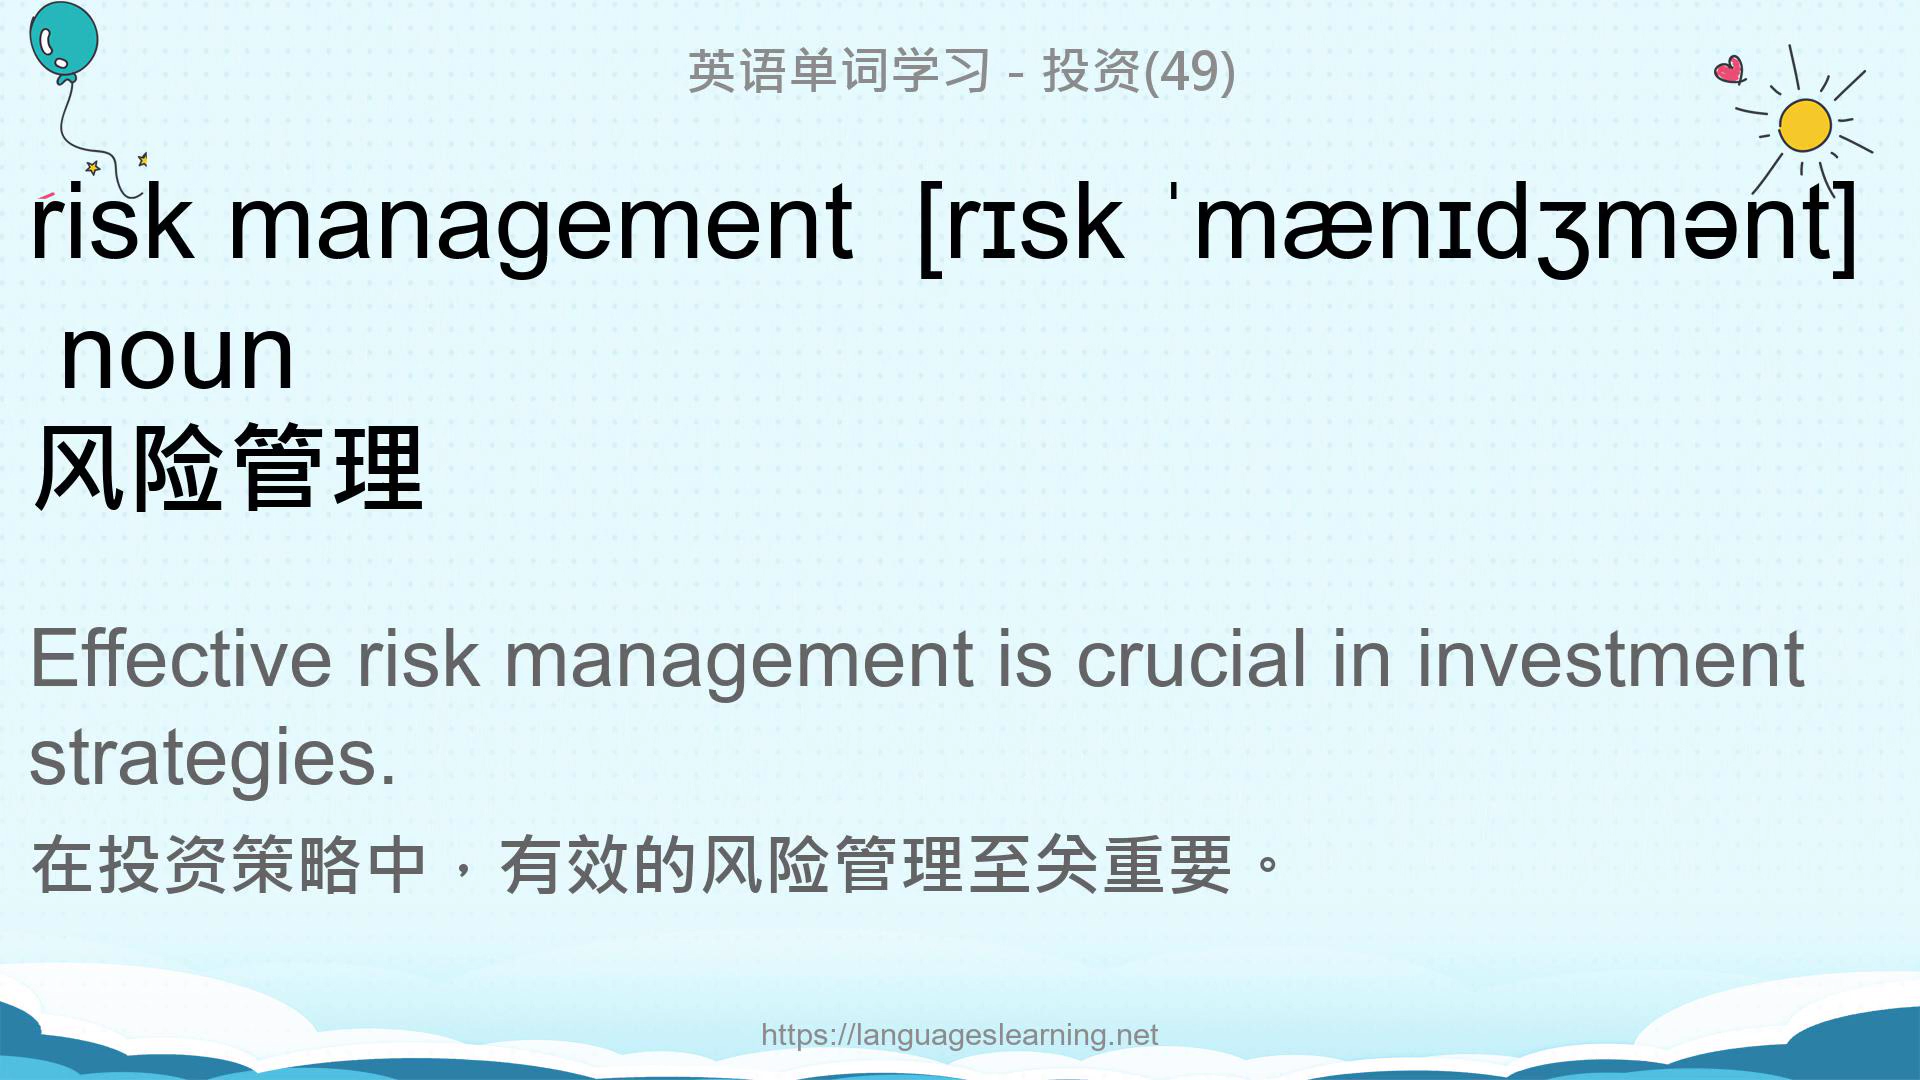 英语单词学习 - 投资(49)
risk management  [rɪsk ˈmænɪdʒmənt]
noun
风险管理
Effective risk management is crucial in investment
strategies.
在投资策略中，有效的风险管理至关重要。
https://languageslearning.net